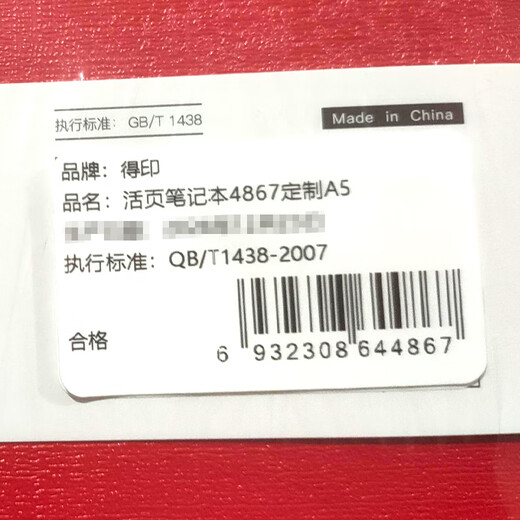 执行标准: GB/T 1438
Made in China
品牌: 得印
品名: 活页笔记本4867定制A5
执行标准: QB/T1438-2007
合格
6 932308 644867